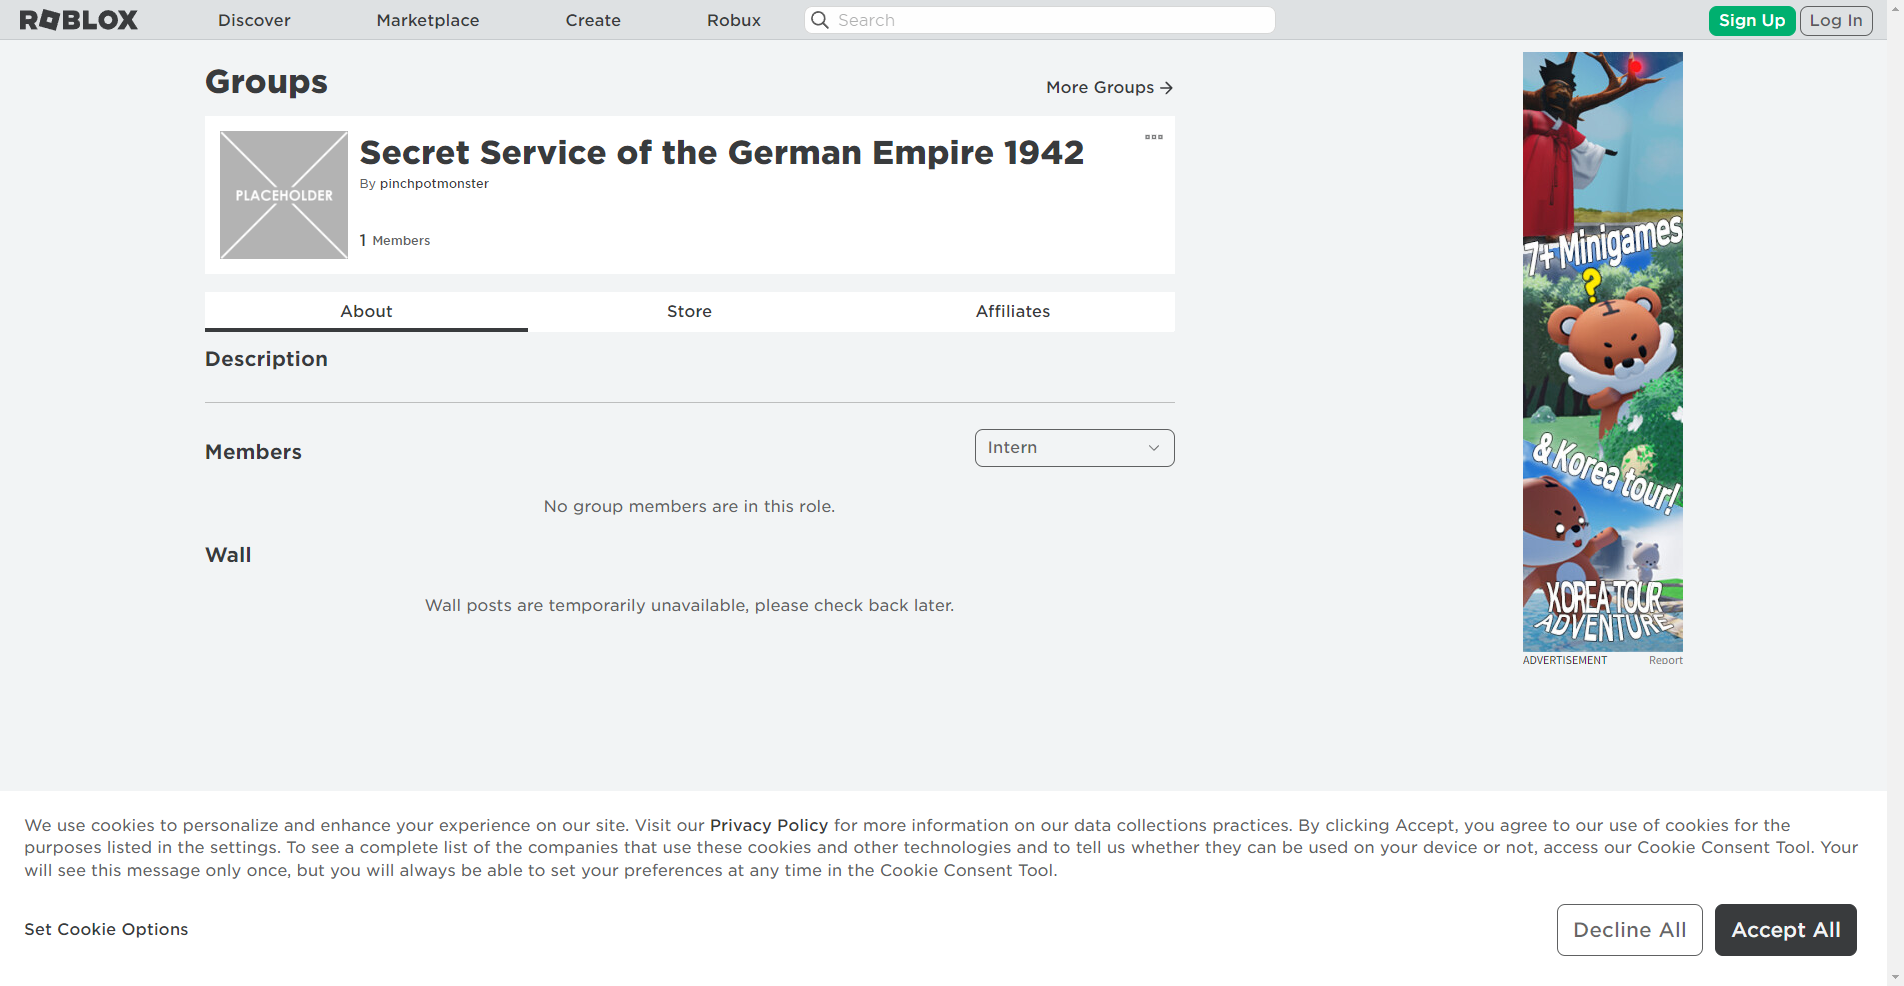 ROBLOX
Discover
Marketplace
Create
Robux
Search
Sign Up
Log In
Groups
More Groups
PLACEHOLDER
Secret Service of the German Empire 1942
By pinchpotmonster
1 Members
About
Store
Affiliates
Description
Members
Intern
No group members are in this role.
Wall
Wall posts are temporarily unavailable, please check back later.
7+ Minigames
?
& Korea tour!
KOREA TOUR
ADVENTURE
ADVERTISEMENT
Report
We use cookies to personalize and enhance your experience on our site. Visit our Privacy Policy for more information on our data collections practices. By clicking Accept, you agree to our use of cookies for the
purposes listed in the settings. To see a complete list of the companies that use these cookies and other technologies and to tell us whether they can be used on your device or not, access our Cookie Consent Tool. Your
will see this message only once, but you will always be able to set your preferences at any time in the Cookie Consent Tool.
Set Cookie Options
Decline All
Accept All